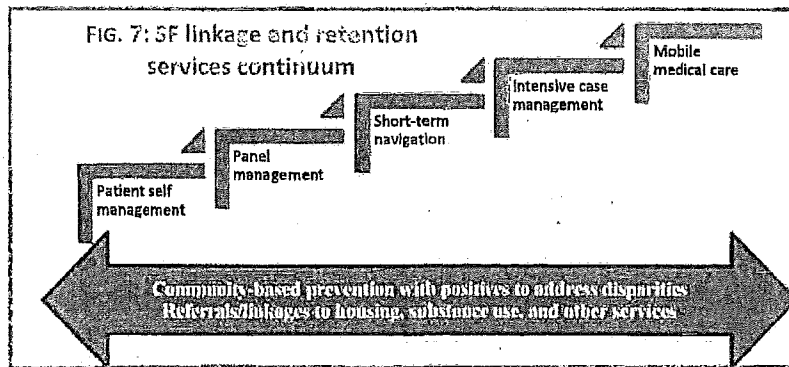 FIG. 7: SF linkage and retention
services continuum
Mobile
medical care
Intensive case
management
Short-term
navigation
Panel
management
Patient self
management
Community-based prevention with positives to address disparities
Referrals/linkages to housing, substance use, and other services